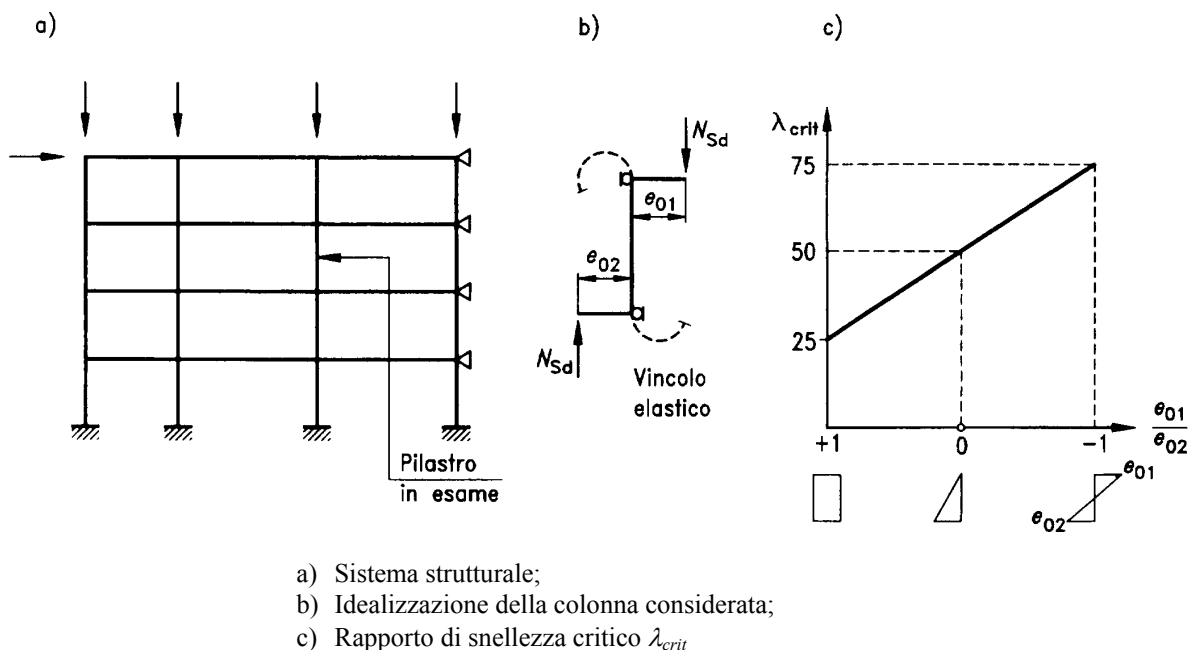 a)
b)
c)
N_Sd
e_01
e_02
N_Sd
Vincolo
elastico
Pilastro
in esame
λ_crit
75
50
25
+1
0
-1
e_01
e_02
e_01
e_02
a) Sistema strutturale;
b) Idealizzazione della colonna considerata;
c) Rapporto di snellezza critico λ_crit